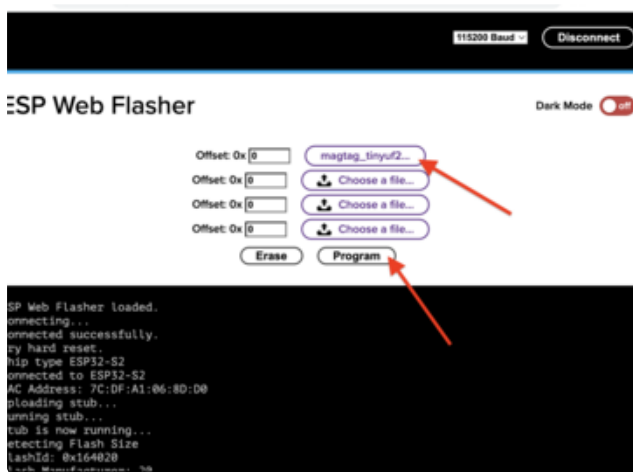 115200 Baud Disconnect
ESP Web Flasher
Dark Mode off
Offset: 0x 0 magtag_tinyuf2...
Offset: 0x 0 Choose a file...
Offset: 0x 0 Choose a file...
Offset: 0x 0 Choose a file...
Erase Program
SP Web Flasher loaded.
onnecting...
onnected successfully.
ry hard reset.
hip type ESP32-S2
onnected to ESP32-S2
AC Address: 7C:DF:A1:06:8D:D0
ploading stub...
unning stub...
tub is now running...
etecting Flash Size
lashId: 0x164020
lash Manufacturer: 20